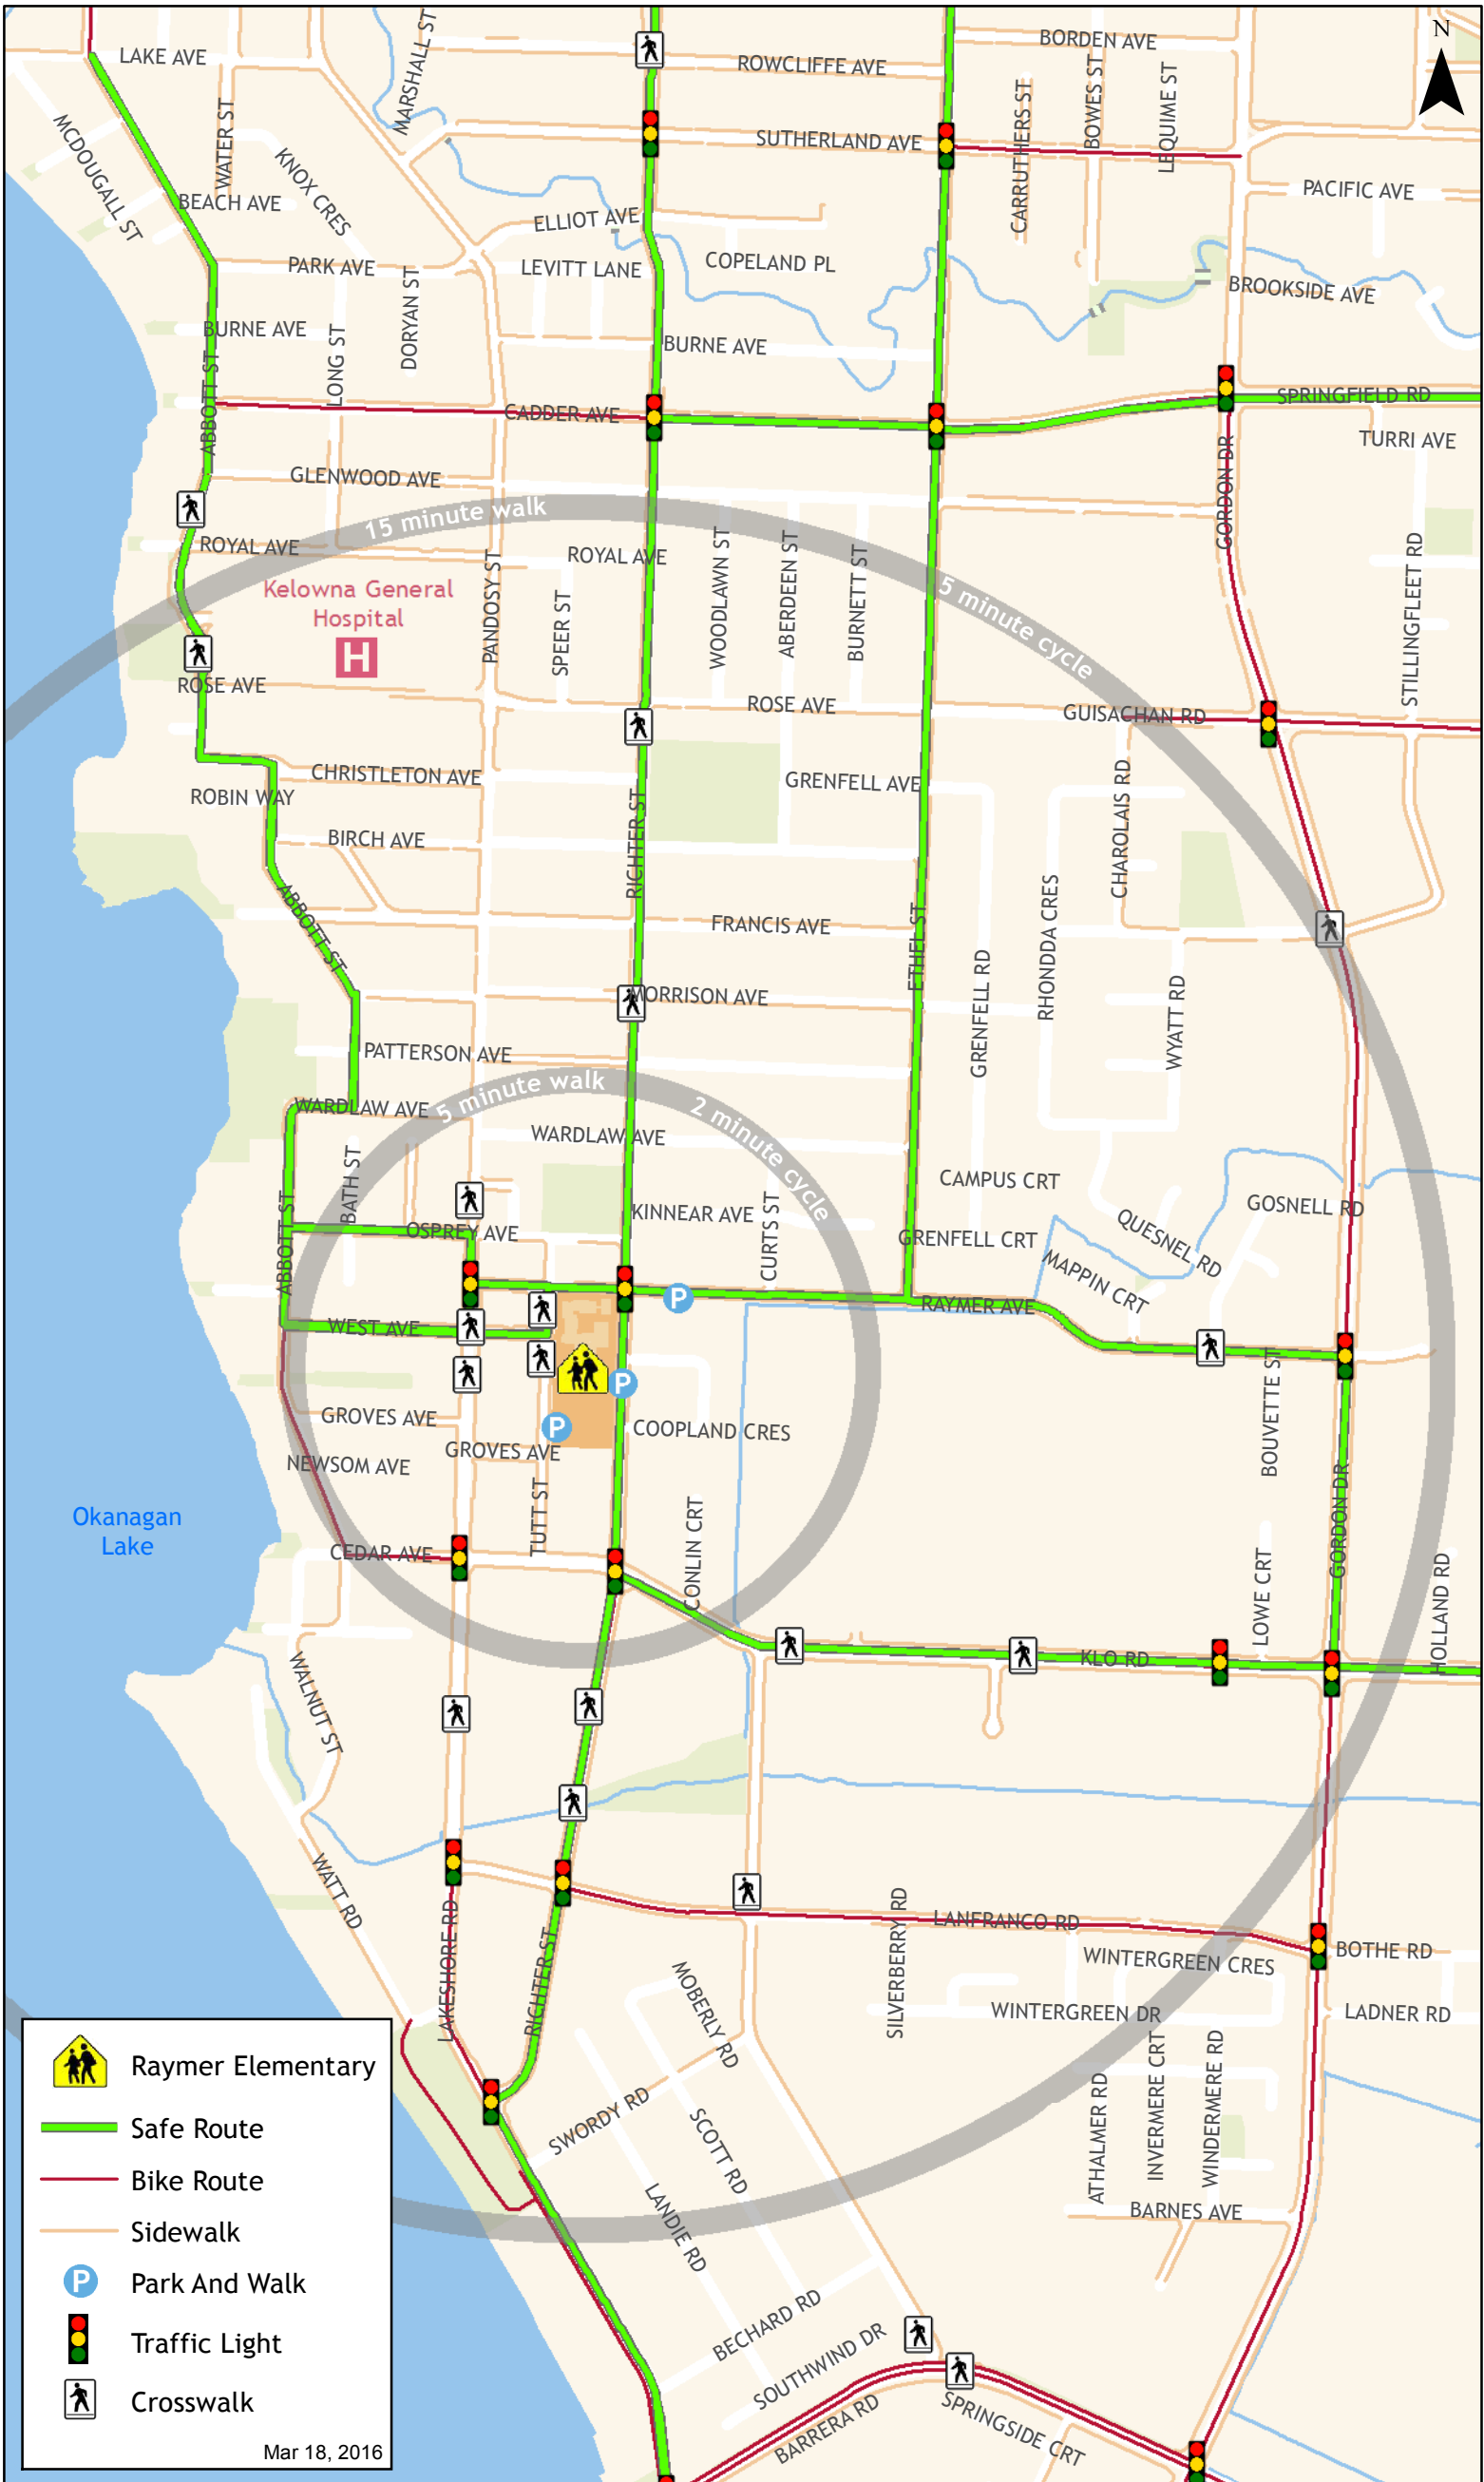 N
LAKE AVE
MARSHALL ST
ROWCLIFFE AVE
BORDEN AVE
MCDOUGALL ST
WATER ST
KNOX CRES
SUTHERLAND AVE
CARRUTHERS ST
BOWES ST
LEQUIME ST
PACIFIC AVE
BEACH AVE
ELLIOT AVE
PARK AVE
LEVITT LANE
COPELAND PL
BROOKSIDE AVE
DORYAN ST
BURNE AVE
LONG ST
BURNE AVE
ABBOTT ST
CADDER AVE
SPRINGFIELD RD
TURRI AVE
GORDON DR
GLENWOOD AVE
15 minute walk
ROYAL AVE
ROYAL AVE
Kelowna General
Hospital
H
PANDOSY ST
SPEER ST
WOODLAWN ST
ABERDEEN ST
BURNETT ST
5 minute cycle
STILLINGFLEET RD
ROSE AVE
ROSE AVE
GUISACHAN RD
CHRISTLETON AVE
ROBIN WAY
GRENFELL AVE
CHAROLAIS RD
BIRCH AVE
RICHTER ST
ABBOTT ST
FRANCIS AVE
ETHEL ST
GRENFELL RD
RHONDDA CRES
WYATT RD
MORRISON AVE
PATTERSON AVE
5 minute walk
2 minute cycle
WARDLAW AVE
WARDLAW AVE
BATH ST
ABBOTT ST
OSPREY AVE
KINNEAR AVE
CURTS ST
CAMPUS CRT
GRENFELL CRT
QUESNEL RD
GOSNELL RD
MAPPIN CRT
P
RAYMER AVE
WEST AVE
P
BOUVETTE ST
GROVES AVE
P
COOPLAND CRES
GROVES AVE
NEWSOM AVE
TUTT ST
CONLIN CRT
GORDON DR
Okanagan
Lake
CEDAR AVE
LOWE CRT
HOLLAND RD
KLO RD
WALNUT ST
WATT RD
LAKESHORE RD
RICHTER ST
SILVERBERRY RD
LANFRANCO RD
BOTHE RD
WINTERGREEN CRES
WINTERGREEN DR
LADNER RD
MOBERLY RD
SWORDY RD
SCOTT RD
LANDIE RD
ATHALMER RD
INVERMERE CRT
WINDERMERE RD
BARNES AVE
BECHARD RD
SOUTHWIND DR
BARRERA RD
SPRINGSIDE CRT
Raymer Elementary
Safe Route
Bike Route
Sidewalk
P Park And Walk
Traffic Light
Crosswalk
Mar 18, 2016